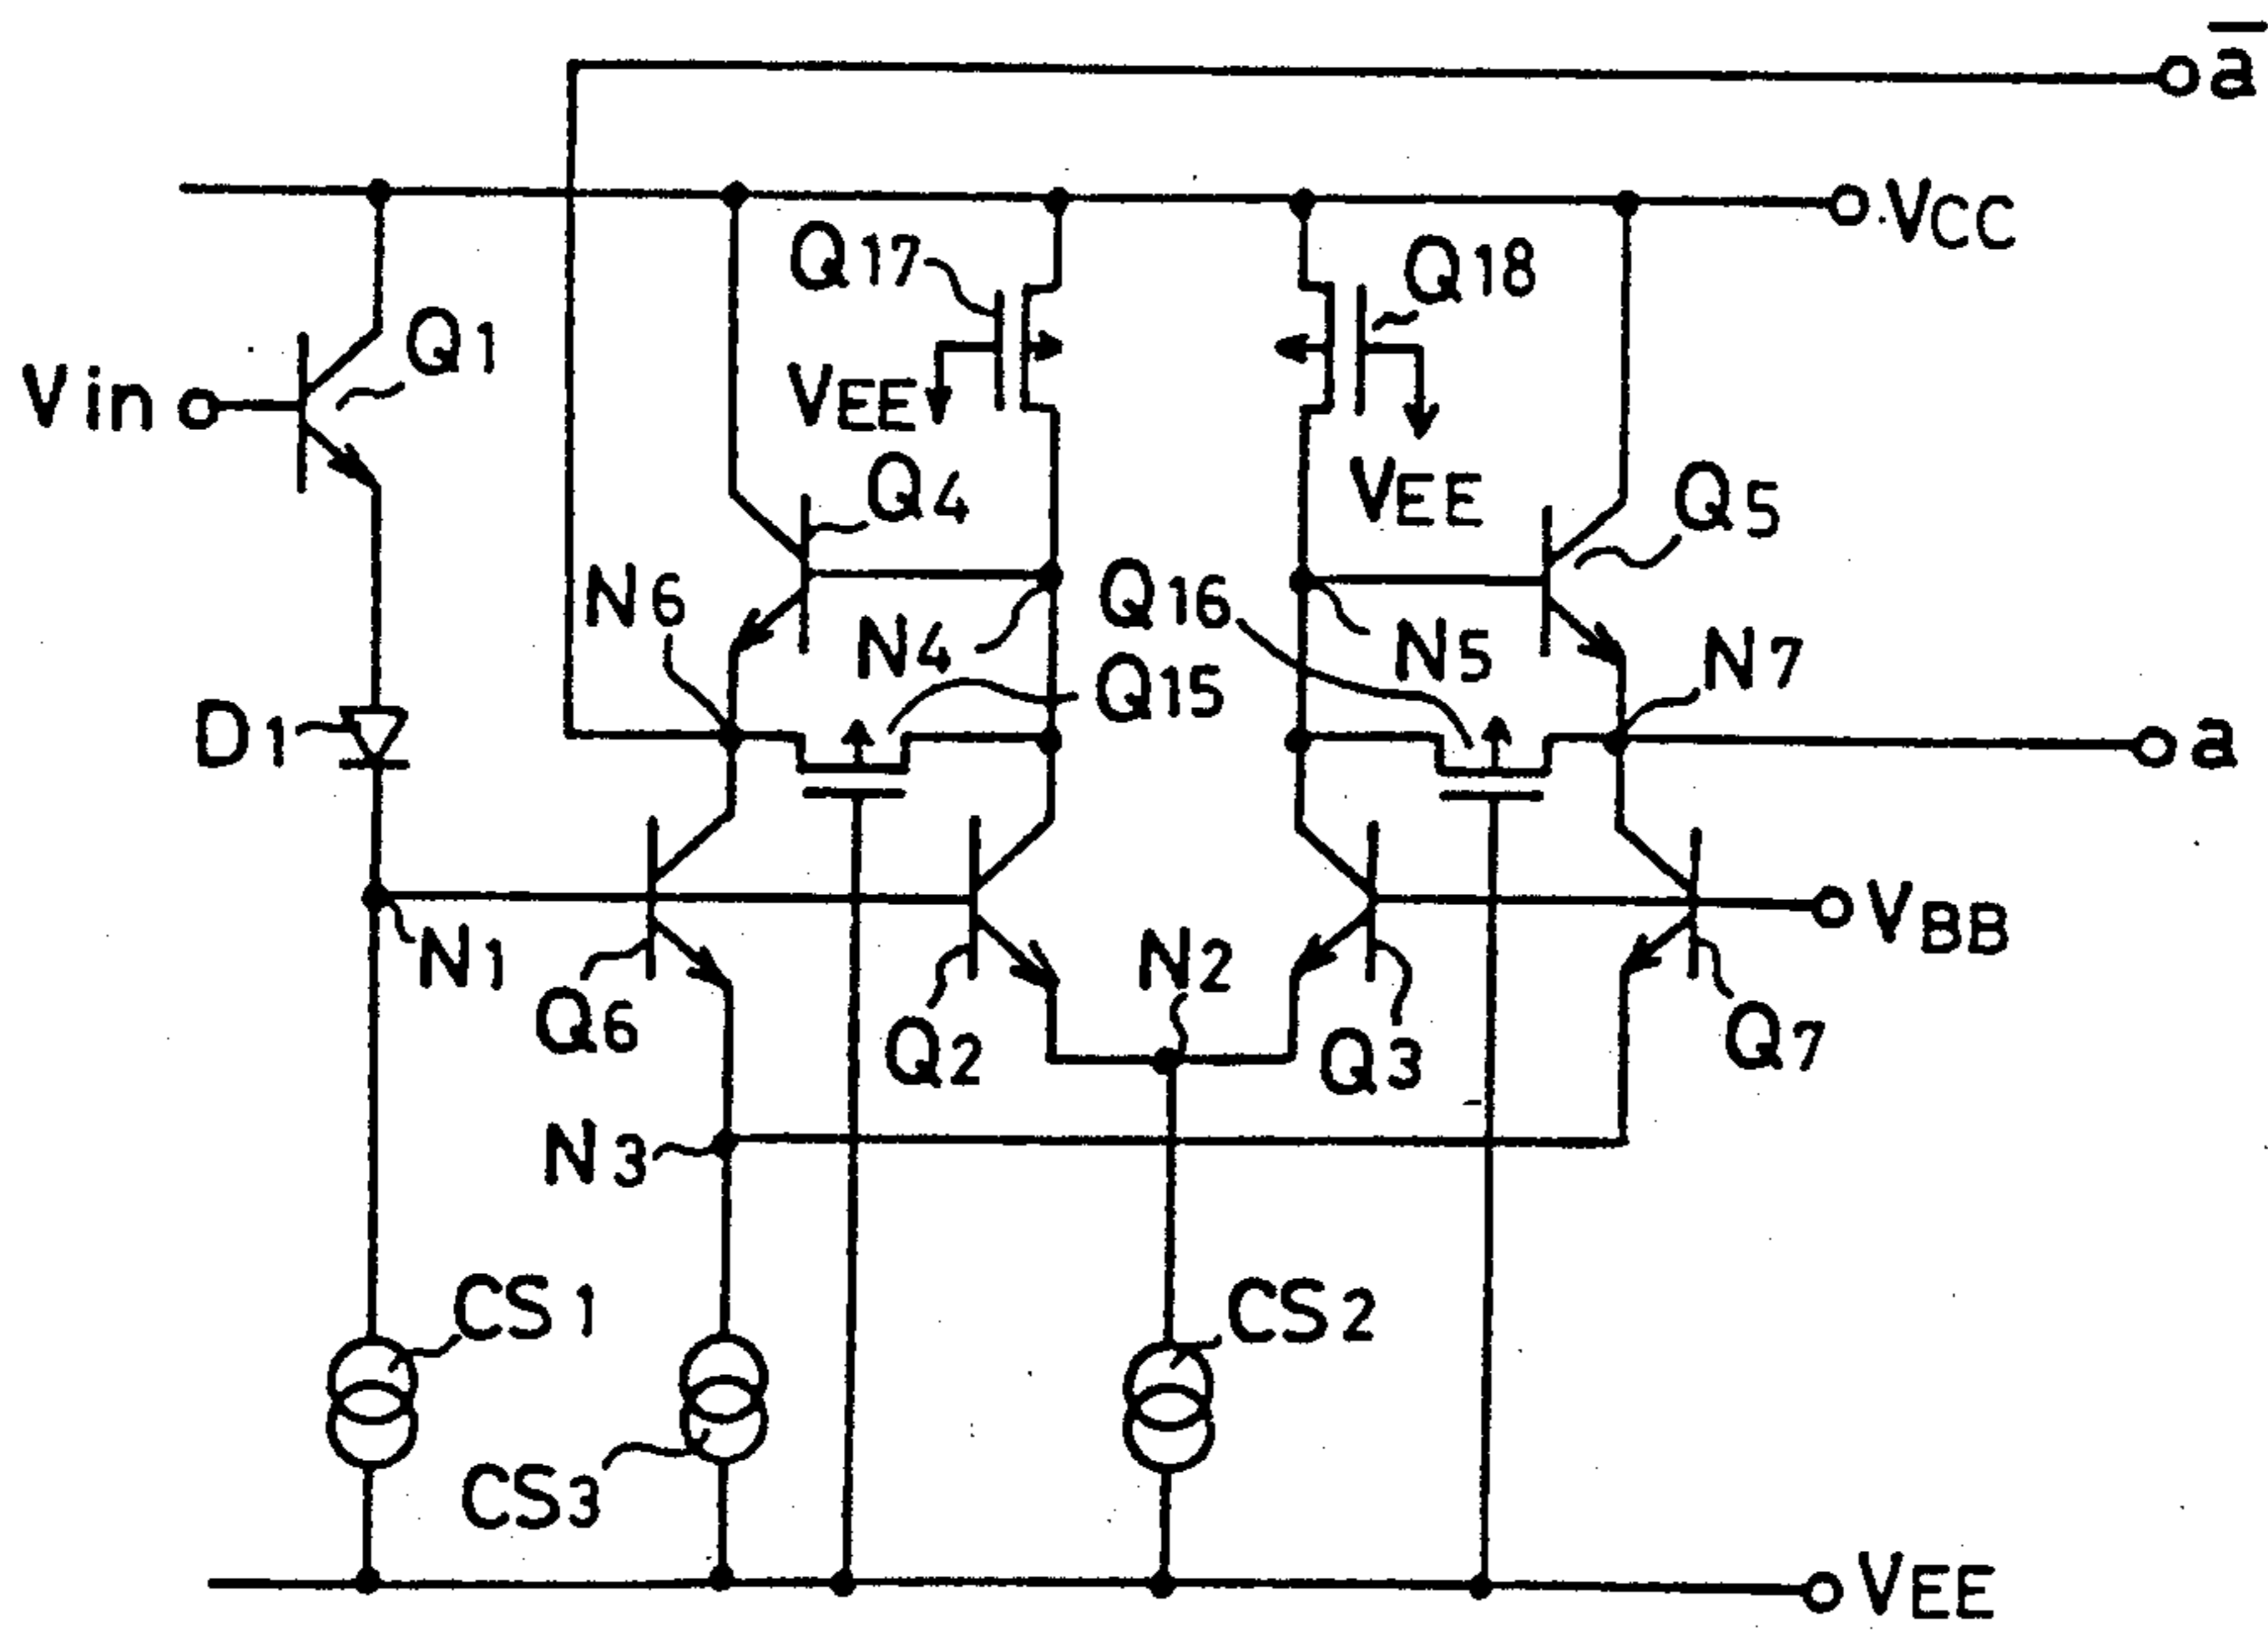 a̅
VCC
Q17
Q18
Q1
Vin
VEE
Q4
VEE
Q5
N6
N4
Q16
N5
N7
Q15
D1
a
N1
N2
VBB
Q6
Q2
Q3
Q7
N3
CS1
CS2
CS3
VEE